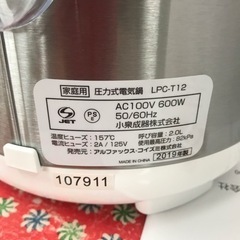 家庭用 圧力式電気鍋 LPC-T12
JET
PSE
AC100V 600W
50/60Hz
小泉成器株式会社
温度ヒューズ：157℃ 呼び容量：2.0L
電流ヒューズ：2A / 125V 使用最高圧力：82kPa
発売元：アルファックス・コイズミ株式会社
MADE IN CHINA 2019年製
107911